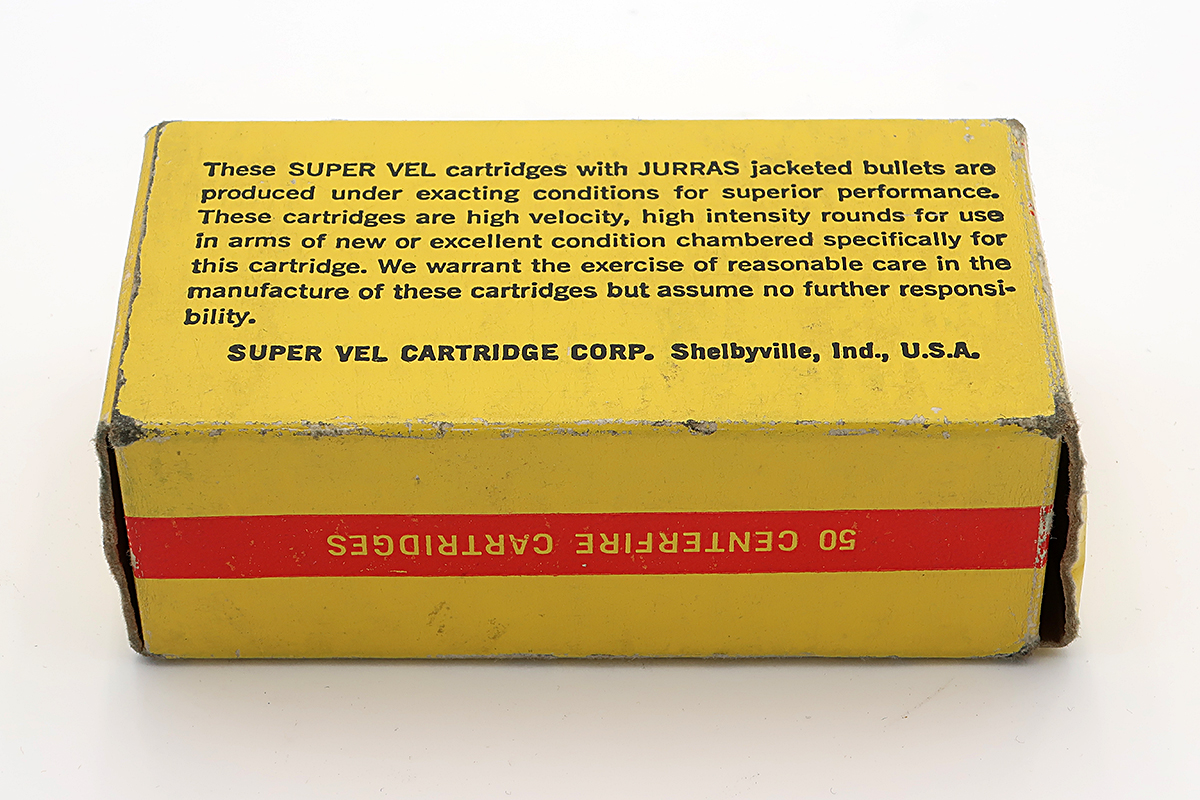 These SUPER VEL cartridges with JURRAS jacketed bullets are
produced under exacting conditions for superior performance.
These cartridges are high velocity, high intensity rounds for use
in arms of new or excellent condition chambered specifically for
this cartridge. We warrant the exercise of reasonable care in the
manufacture of these cartridges but assume no further responsi-
bility.
SUPER VEL CARTRIDGE CORP. Shelbyville, Ind., U.S.A.
50 CENTERFIRE CARTRIDGES